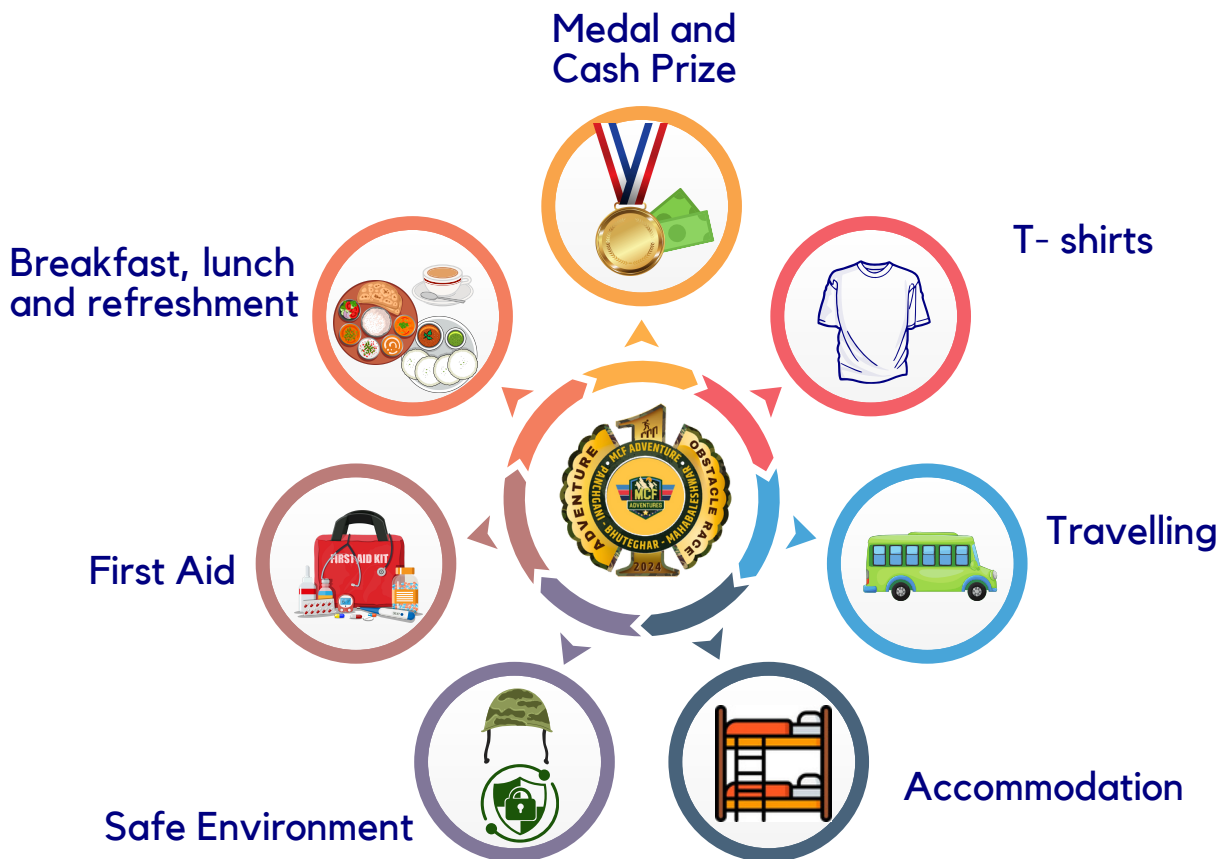 Medal and
Cash Prize
T- shirts
Breakfast, lunch
and refreshment
ADVENTURE
OBSTACLE RACE
• MCF ADVENTURE •
PANCHGANI - BHUTEGHAR - MAHABALESHWAR
MCF
ADVENTURES
2024
Travelling
First Aid
FIRST AID KIT
Accommodation
Safe Environment